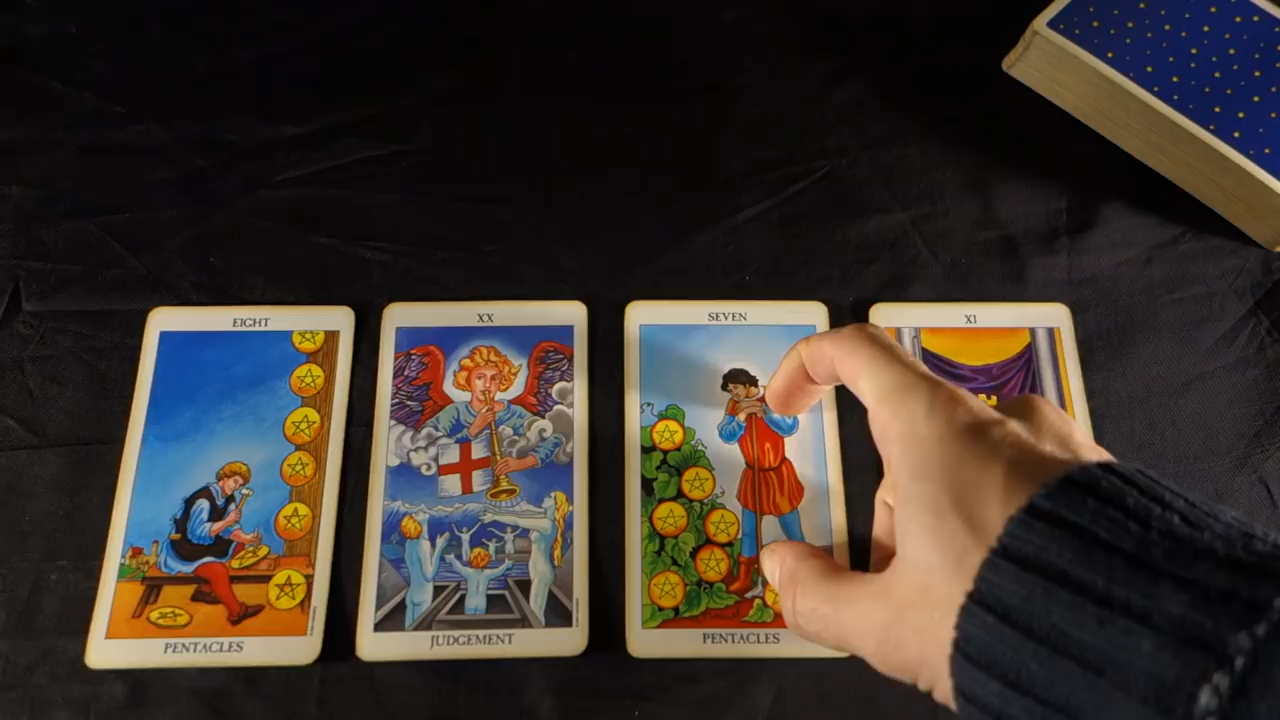 EIGHT
PENTACLES
XX
JUDGEMENT
SEVEN
PENTACLES
XI